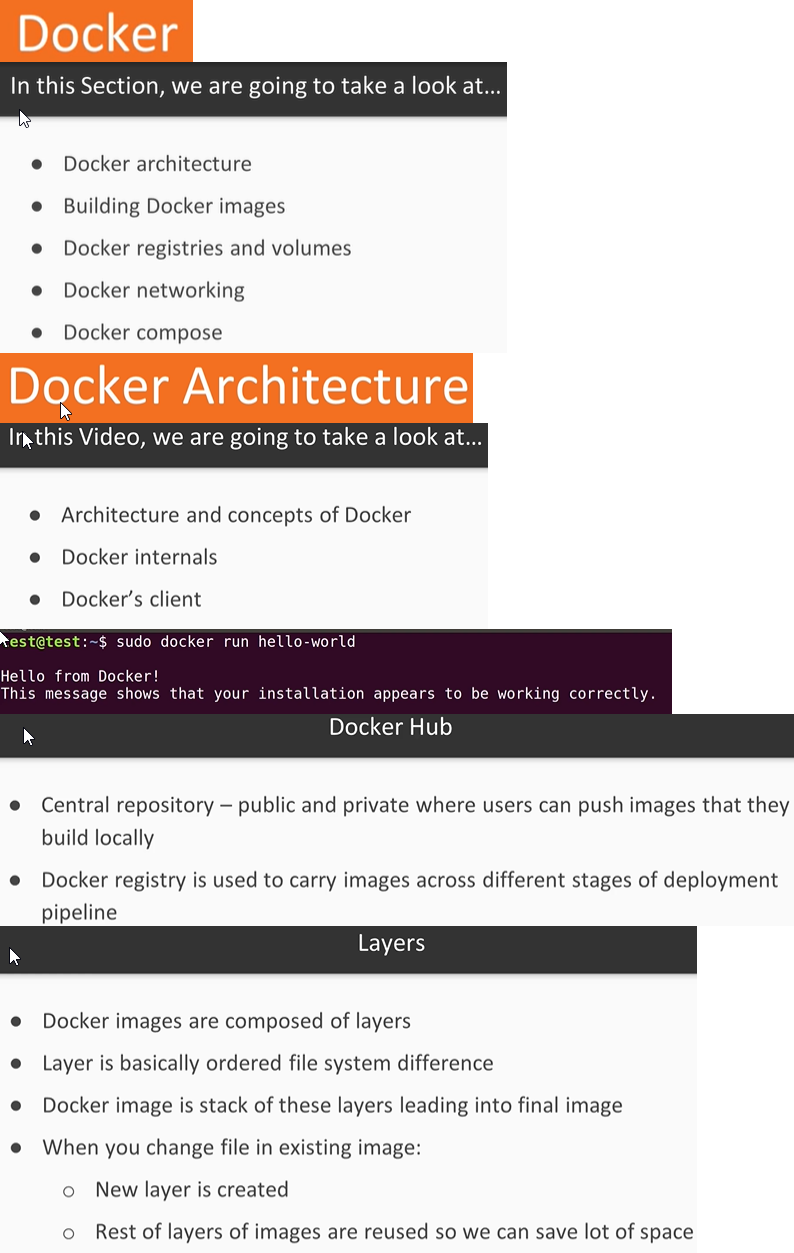 Docker
In this Section, we are going to take a look at...
● Docker architecture
● Building Docker images
● Docker registries and volumes
● Docker networking
● Docker compose
Docker Architecture
In this Video, we are going to take a look at...
● Architecture and concepts of Docker
● Docker internals
● Docker’s client
test@test:~$ sudo docker run hello-world
Hello from Docker!
This message shows that your installation appears to be working correctly.
Docker Hub
● Central repository – public and private where users can push images that they
build locally
● Docker registry is used to carry images across different stages of deployment
pipeline
Layers
● Docker images are composed of layers
● Layer is basically ordered file system difference
● Docker image is stack of these layers leading into final image
● When you change file in existing image:
○ New layer is created
○ Rest of layers of images are reused so we can save lot of space